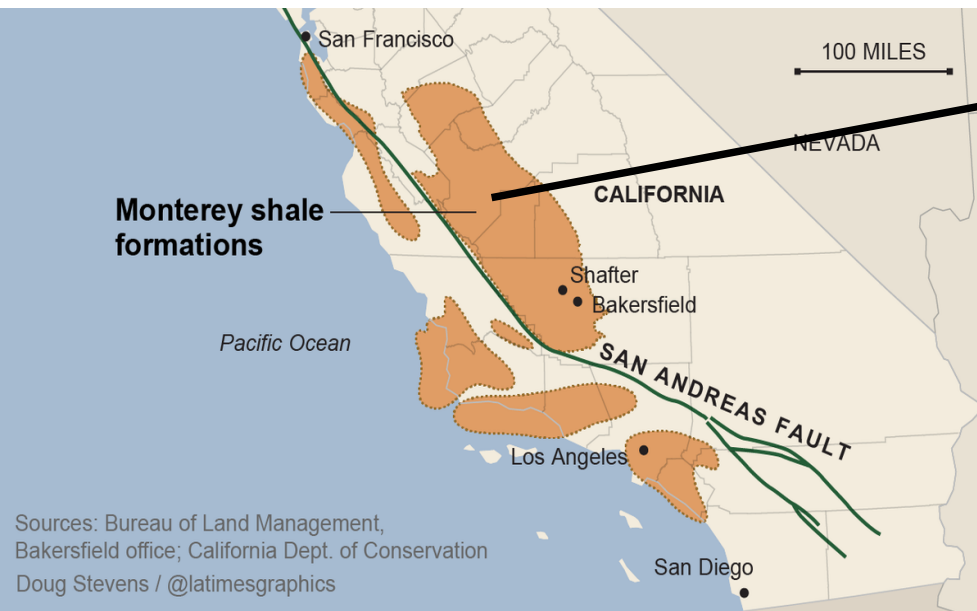 San Francisco
100 MILES
NEVADA
CALIFORNIA
Monterey shale
formations
Shafter
Bakersfield
Pacific Ocean
SAN ANDREAS FAULT
Los Angeles
Sources: Bureau of Land Management,
Bakersfield office; California Dept. of Conservation
San Diego
Doug Stevens / @latimesgraphics